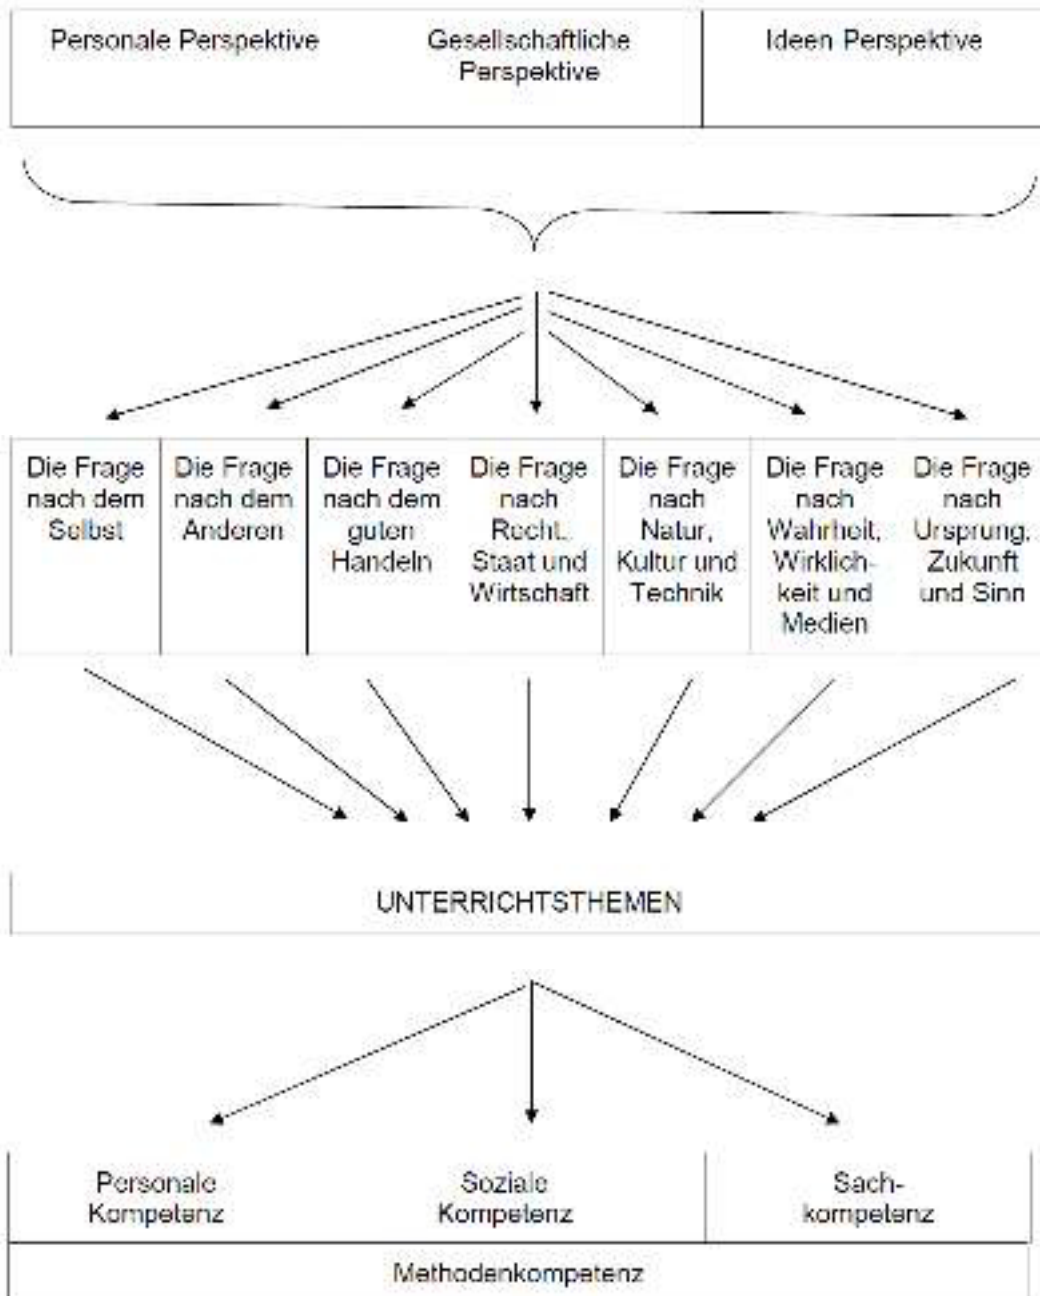 Personale Perspektive
Gesellschaftliche
Perspektive
Ideen Perspektive
Die Frage
nach dem
Selbst
Die Frage
nach dem
Anderen
Die Frage
nach dem
guten
Handeln
Die Frage
nach
Recht,
Staat und
Wirtschaft
Die Frage
nach
Natur,
Kultur und
Technik
Die Frage
nach
Wahrheit,
Wirklich-
keit und
Medien
Die Frage
nach
Ursprung,
Zukunft
und Sinn
UNTERRICHTSTHEMEN
Personale
Kompetenz
Soziale
Kompetenz
Sach-
kompetenz
Methodenkompetenz